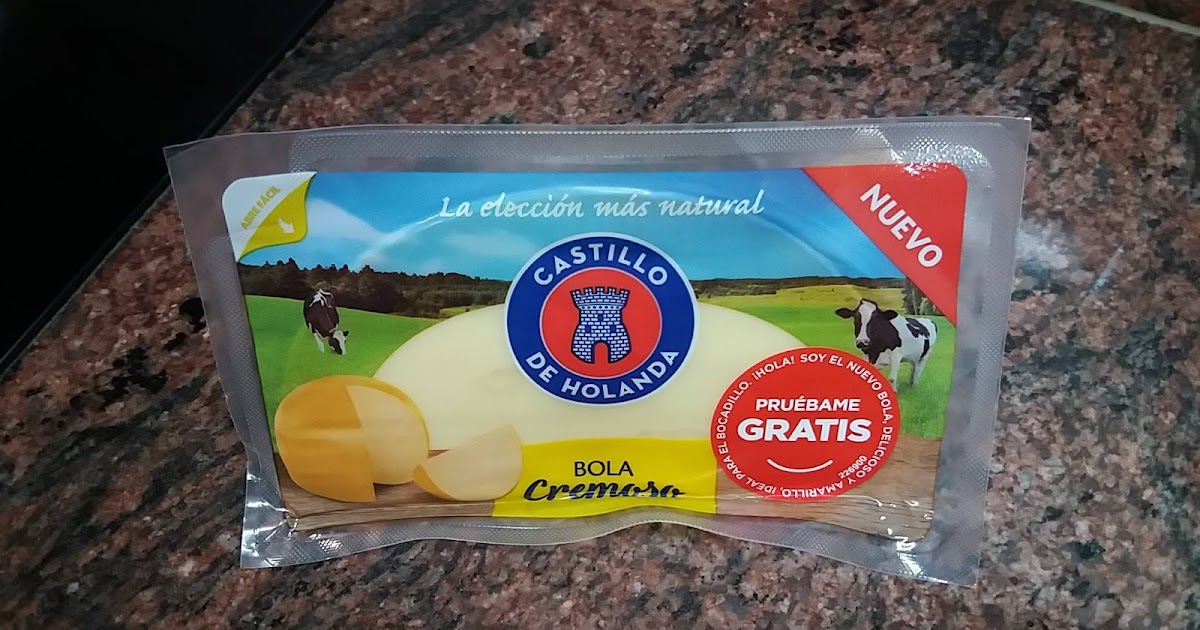 ABRE FÁCIL
La elección más natural
NUEVO
CASTILLO
DE HOLANDA
BOLA
Cremoso
¡HOLA! SOY EL NUEVO BOLA, DELICIOSO Y AMARILLO, IDEAL PARA EL BOCADILLO.
PRUÉBAME
GRATIS
226900